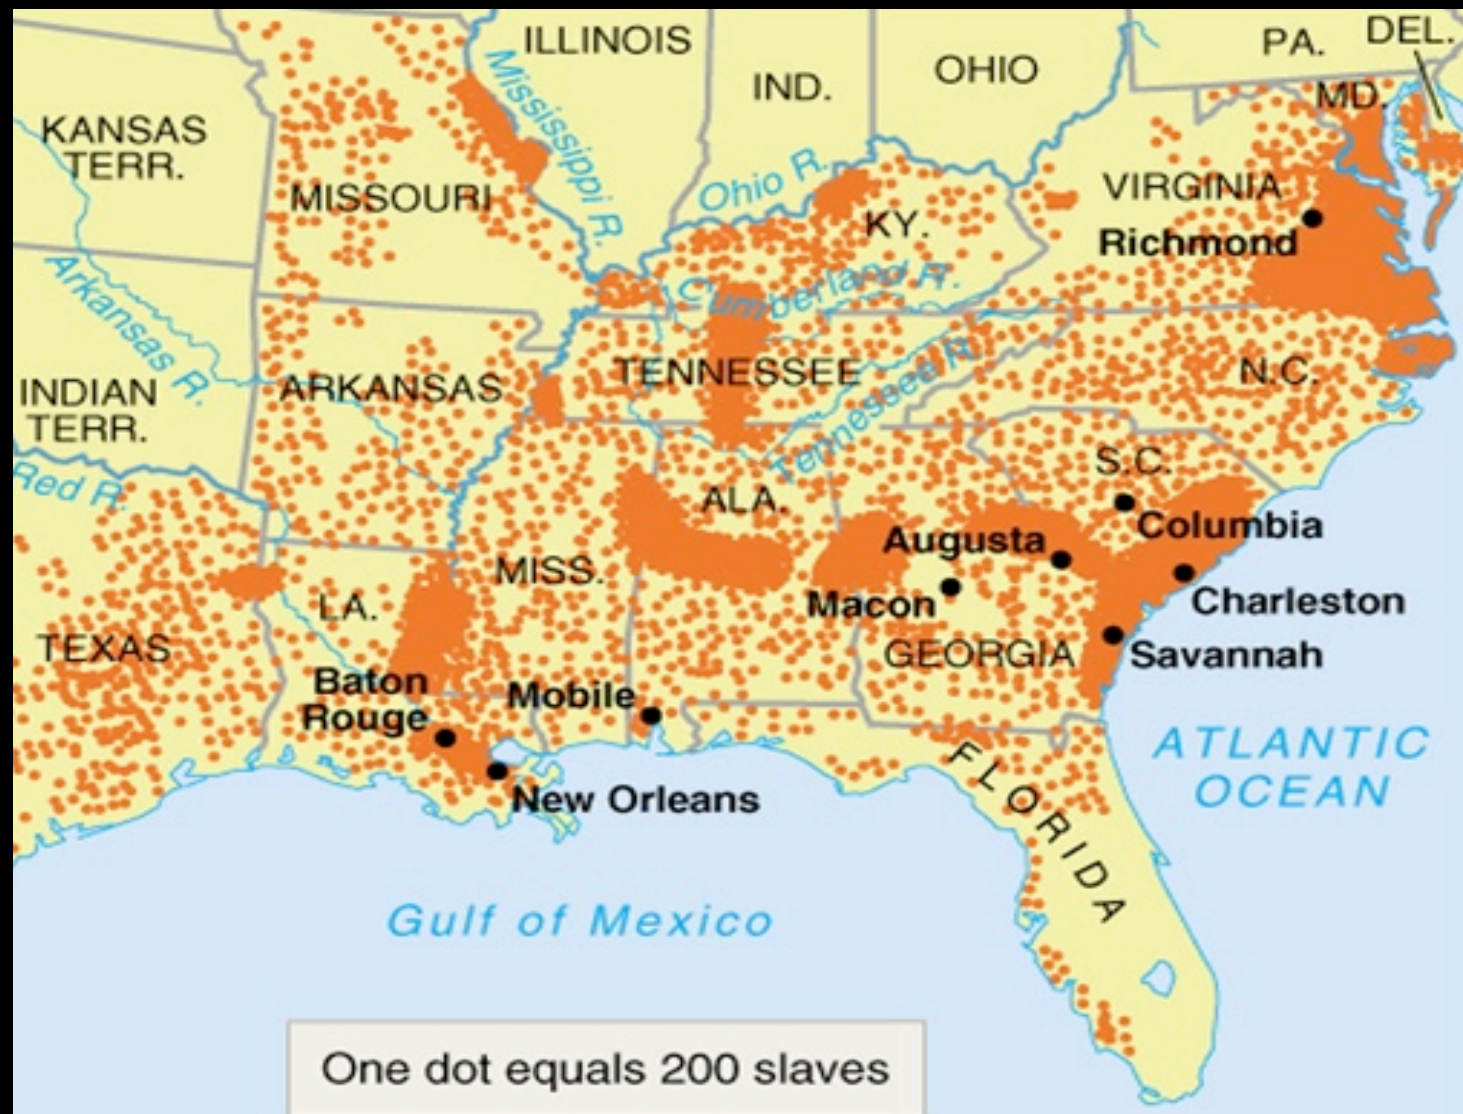 ILLINOIS
IND.
OHIO
PA.
DEL.
MD.
KANSAS
TERR.
MISSOURI
Mississippi R.
Ohio R.
KY.
VIRGINIA
Richmond
Arkansas R.
Cumberland R.
INDIAN
TERR.
ARKANSAS
TENNESSEE
Tennessee R.
N.C.
Red R.
ALA.
S.C.
Columbia
Augusta
MISS.
Macon
Charleston
LA.
TEXAS
GEORGIA
Savannah
Baton
Rouge
Mobile
New Orleans
FLORIDA
ATLANTIC
OCEAN
Gulf of Mexico
One dot equals 200 slaves